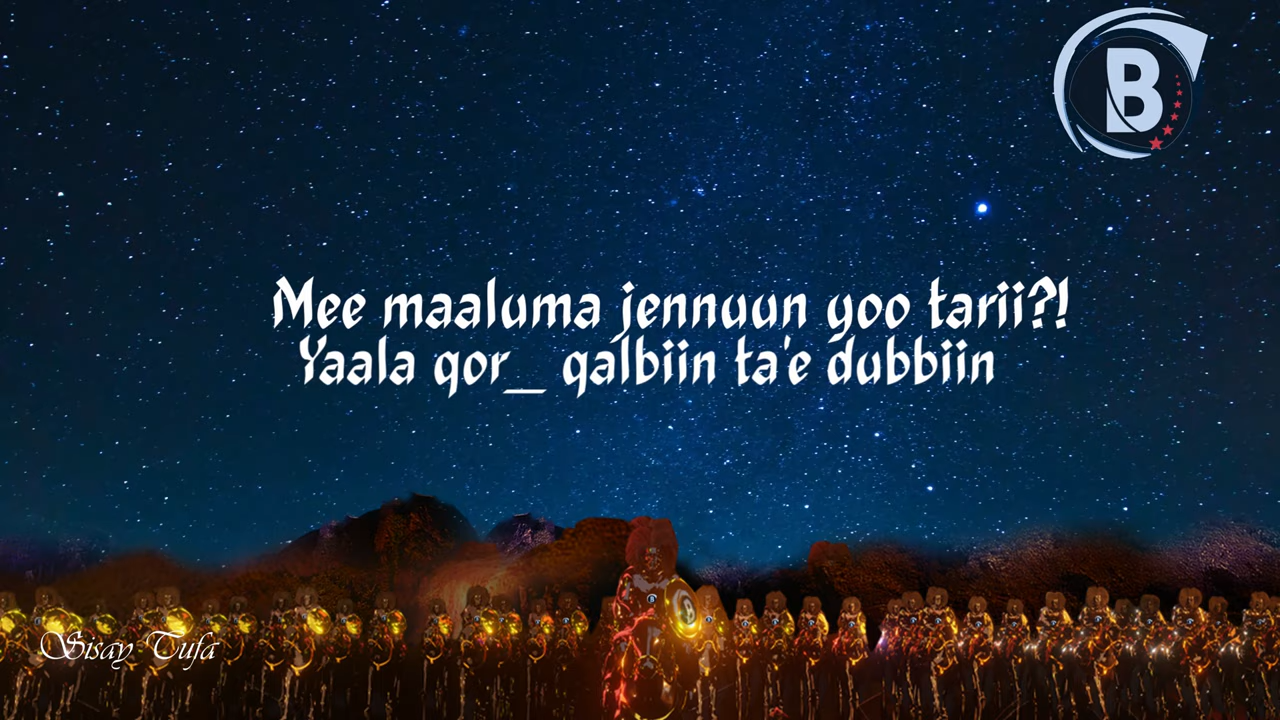 B
Mee maaluma jennuun yoo tarii?!
Yaala qor_ qalbiin ta'e dubbiin
Sisay Tufa